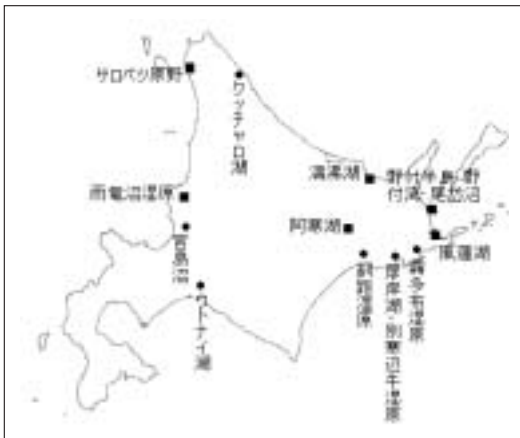 サロベツ原野
クッチャロ湖
濤沸湖
野付半島・野
付湾・尾岱沼
雨竜沼湿原
宮島沼
阿寒湖
風蓮湖
ウトナイ湖
釧路湿原
厚岸湖・別寒辺牛湿原
霧多布湿原